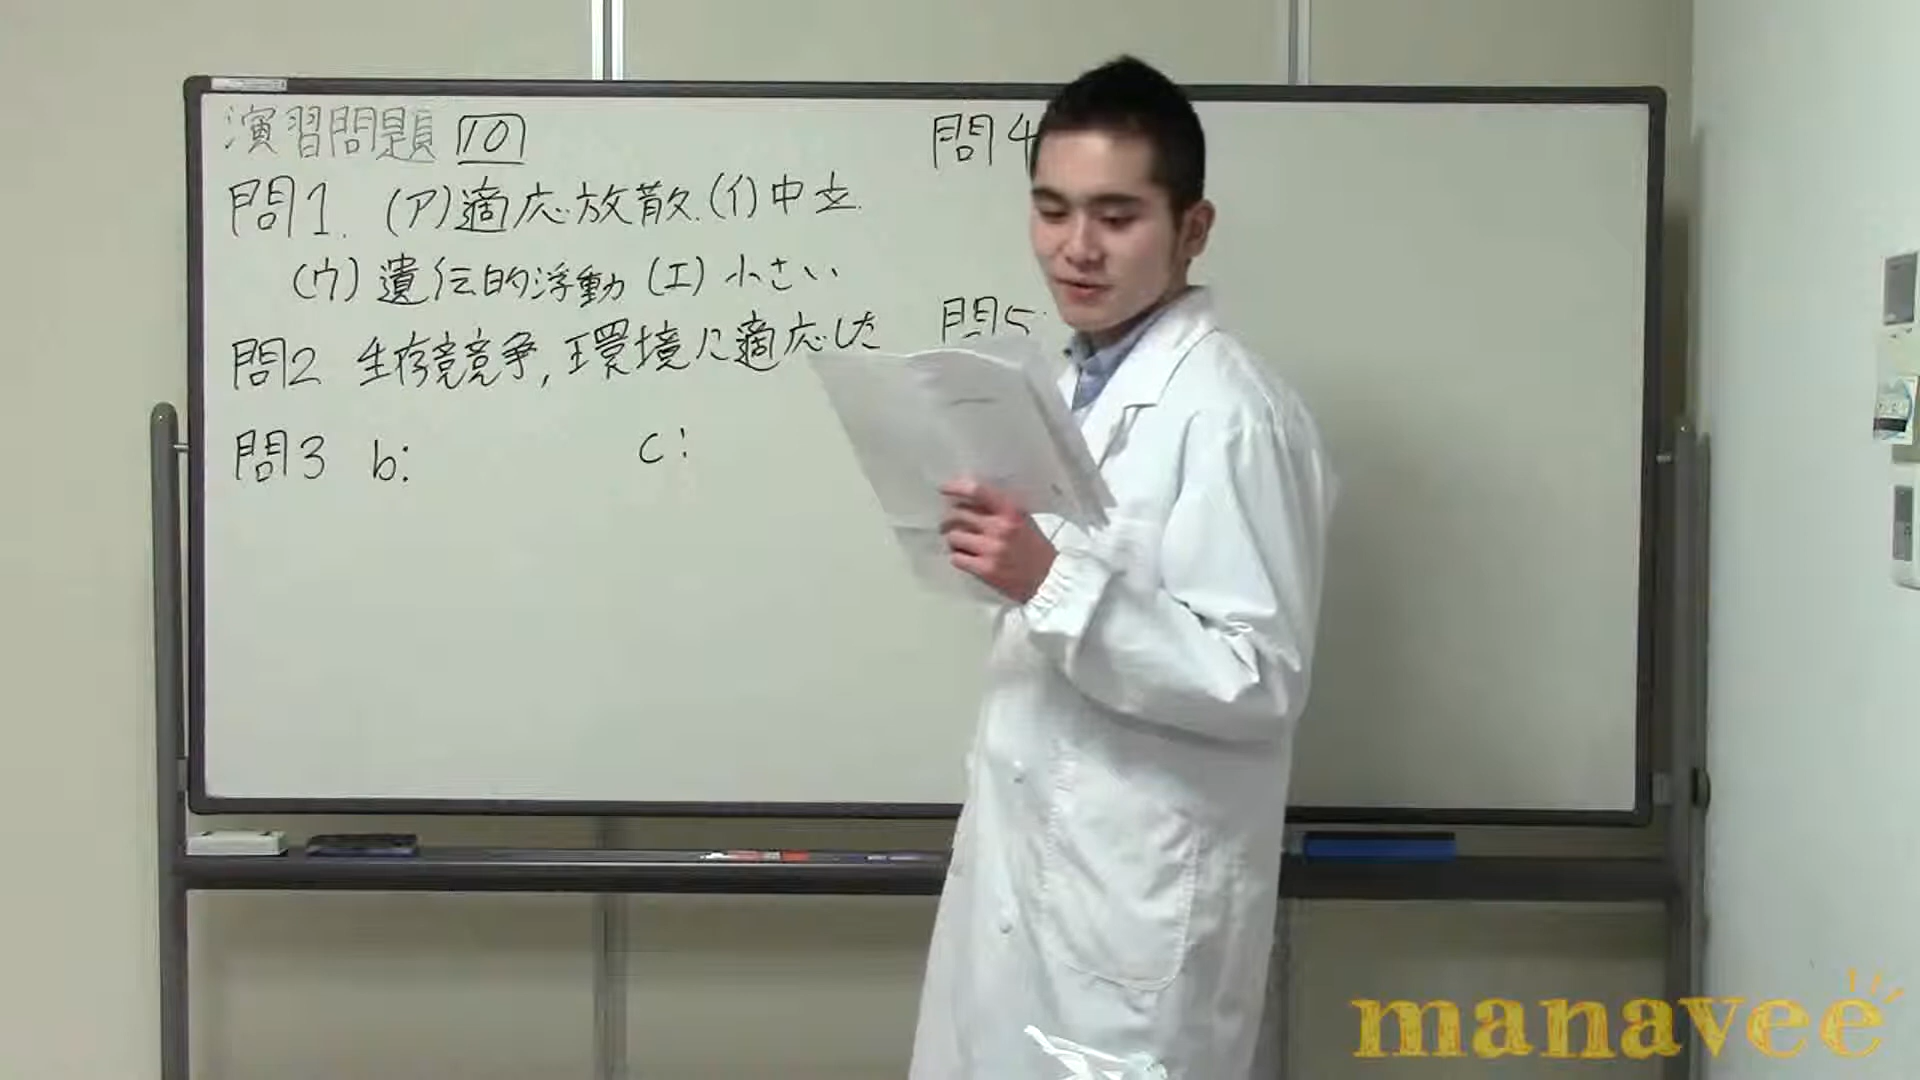 演習問題 10
問1. (ア)適応放散.(イ)中立.
(ウ)遺伝的浮動(エ)小さい
問2 生存競争,環境に適応した
問3 b: c:
問4
問5
manavee